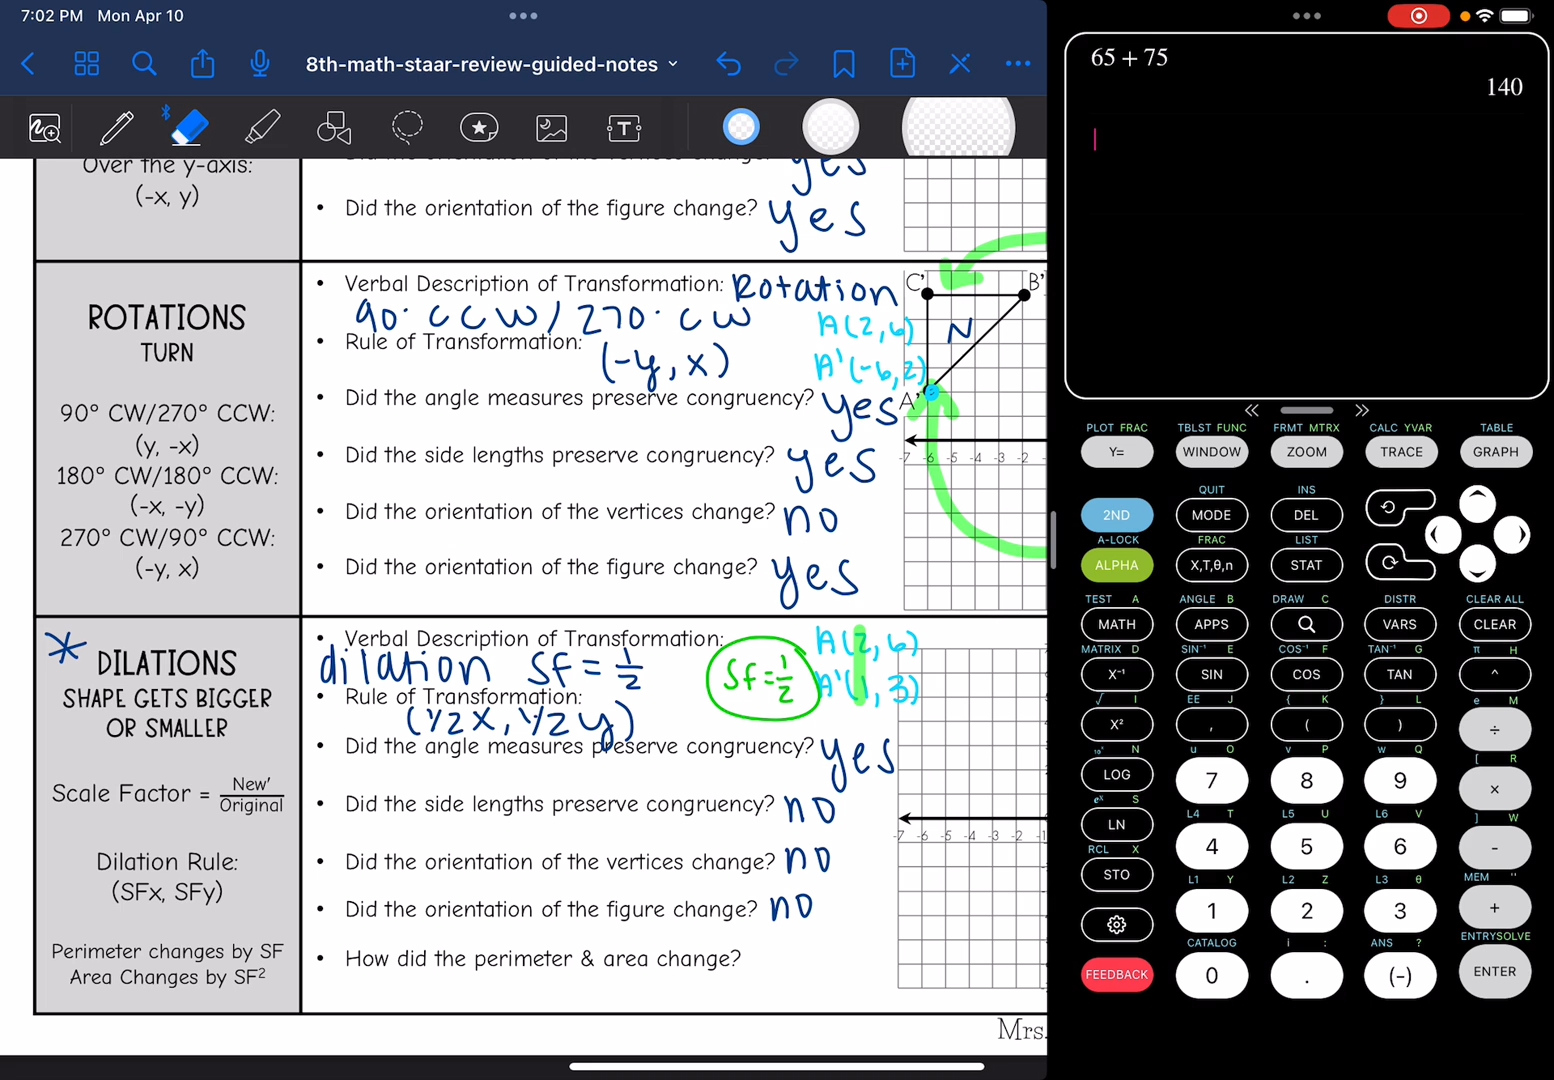 7:02 PM Mon Apr 10
8th-math-staar-review-guided-notes
Over the y-axis:
(-x, y)
yes
• Did the orientation of the figure change? yes
ROTATIONS
TURN
90° CW/270° CCW:
(y, -x)
180° CW/180° CCW:
(-x, -y)
270° CW/90° CCW:
(-y, x)
• Verbal Description of Transformation: Rotation
90° CCW/270° CW
• Rule of Transformation:
(-y, x)
A(2,6)
A'(-6,2)
• Did the angle measures preserve congruency? yes
• Did the side lengths preserve congruency? yes
• Did the orientation of the vertices change? no
• Did the orientation of the figure change? yes
C' B'
N
A'
-7 -6 -5 -4 -3 -2
* DILATIONS
SHAPE GETS BIGGER
OR SMALLER
Scale Factor = New'/Original
Dilation Rule:
(SFx, SFy)
Perimeter changes by SF
Area Changes by SF²
• Verbal Description of Transformation:
dilation Sf = 1/2
• Rule of Transformation:
(1/2x, 1/2y)
Sf = 1/2
A(2,6)
A'(1,3)
• Did the angle measures preserve congruency? yes
• Did the side lengths preserve congruency? no
• Did the orientation of the vertices change? no
• Did the orientation of the figure change? no
• How did the perimeter & area change?
-7 -6 -5 -4 -3 -2 -1
Mrs.
65 + 75
140
PLOT FRAC TBLST FUNC FRMT MTRX CALC YVAR TABLE
Y= WINDOW ZOOM TRACE GRAPH
QUIT INS
2ND MODE DEL
A-LOCK FRAC LIST
ALPHA X,T,θ,n STAT
TEST A ANGLE B DRAW C DISTR CLEAR ALL
MATH APPS VARS CLEAR
MATRIX D SIN⁻¹ E COS⁻¹ F TAN⁻¹ G π H
X⁻¹ SIN COS TAN ^
√ I EE J { K } L e M
X² , ( ) ÷
10ˣ N u O v P w Q [ R
LOG 7 8 9 ×
eˣ S L4 T L5 U L6 V ] W
LN 4 5 6 -
RCL X L1 Y L2 Z L3 θ MEM "
STO 1 2 3 +
CATALOG i : ANS ? ENTRY SOLVE
FEEDBACK 0 . (-) ENTER